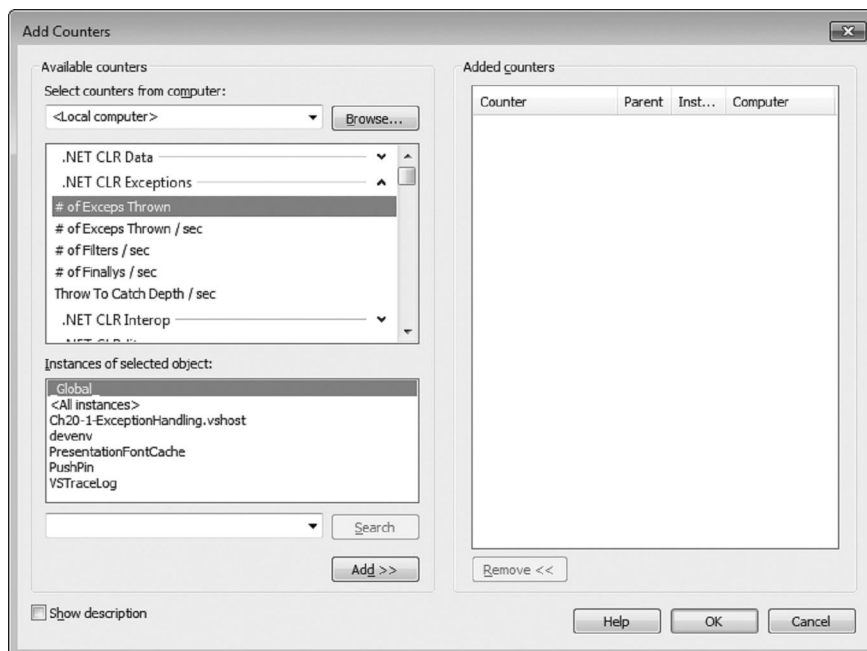 Add Counters
Available counters
Select counters from computer:
<Local computer>
Browse...
.NET CLR Data
.NET CLR Exceptions
# of Exceps Thrown
# of Exceps Thrown / sec
# of Filters / sec
# of Finallys / sec
Throw To Catch Depth / sec
.NET CLR Interop
Instances of selected object:
_Global_
<All instances>
Ch20-1-ExceptionHandling.vshost
devenv
PresentationFontCache
PushPin
VSTraceLog
Search
Add >>
Show description
Added counters
Counter Parent Inst... Computer
Remove <<
Help OK Cancel